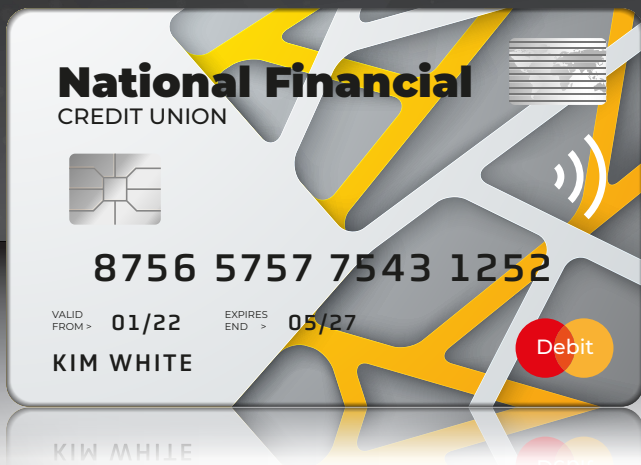 National Financial
CREDIT UNION
8756 5757 7543 1252
VALID FROM > 01/22 EXPIRES END > 05/27
KIM WHITE
Debit